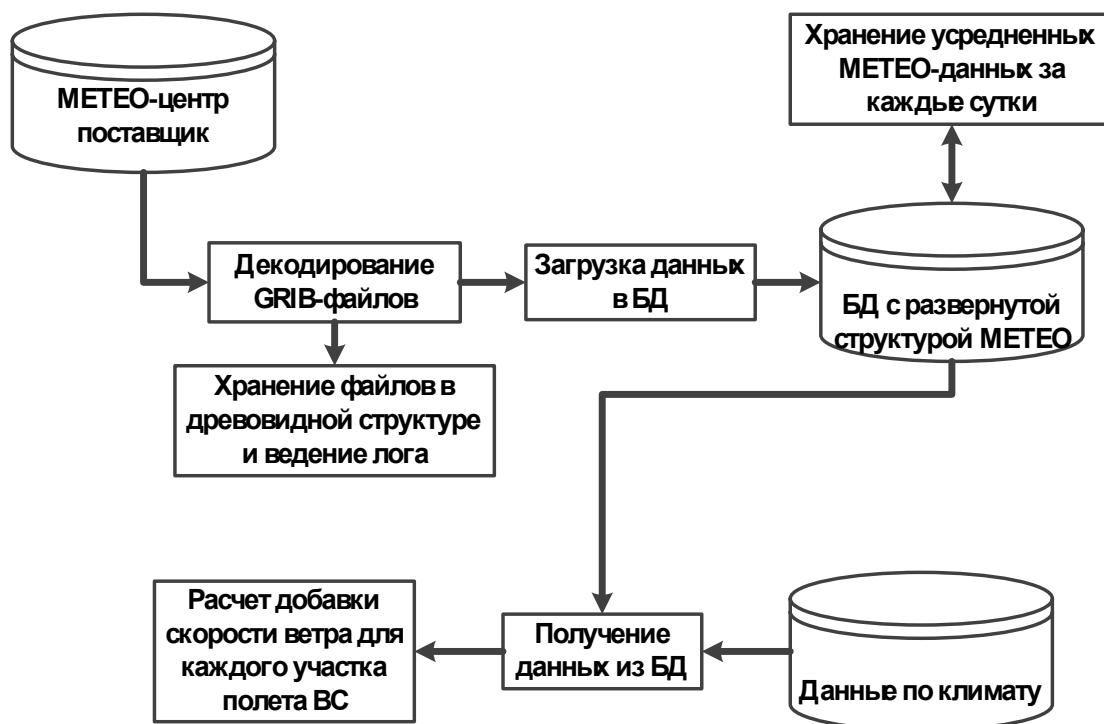 МЕТЕО-центр
поставщик
Хранение усредненных
МЕТЕО-данных за
каждые сутки
Декодирование
GRIB-файлов
Загрузка данных
в БД
БД с развернутой
структурой МЕТЕО
Хранение файлов в
древовидной структуре
и ведение лога
Расчет добавки
скорости ветра для
каждого участка
полета ВС
Получение
данных из БД
Данные по климату